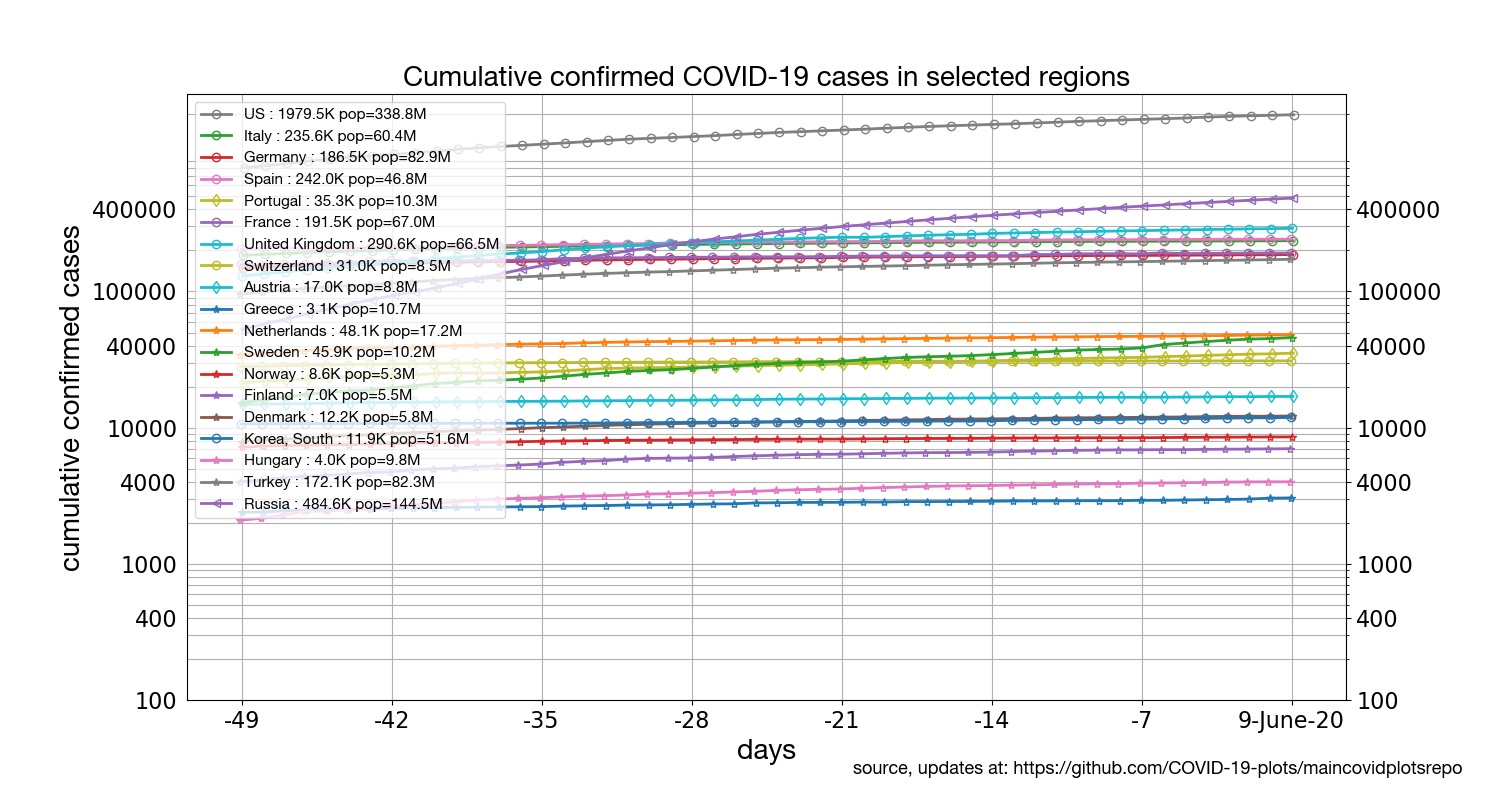 Cumulative confirmed COVID-19 cases in selected regions
US : 1979.5K pop=338.8M
Italy : 235.6K pop=60.4M
Germany : 186.5K pop=82.9M
Spain : 242.0K pop=46.8M
Portugal : 35.3K pop=10.3M
France : 191.5K pop=67.0M
United Kingdom : 290.6K pop=66.5M
Switzerland : 31.0K pop=8.5M
Austria : 17.0K pop=8.8M
Greece : 3.1K pop=10.7M
Netherlands : 48.1K pop=17.2M
Sweden : 45.9K pop=10.2M
Norway : 8.6K pop=5.3M
Finland : 7.0K pop=5.5M
Denmark : 12.2K pop=5.8M
Korea, South : 11.9K pop=51.6M
Hungary : 4.0K pop=9.8M
Turkey : 172.1K pop=82.3M
Russia : 484.6K pop=144.5M
cumulative confirmed cases
400000
100000
40000
10000
4000
1000
400
100
400000
100000
40000
10000
4000
1000
400
100
-49 -42 -35 -28 -21 -14 -7 9-June-20
days
source, updates at: https://github.com/COVID-19-plots/maincovidplotsrepo